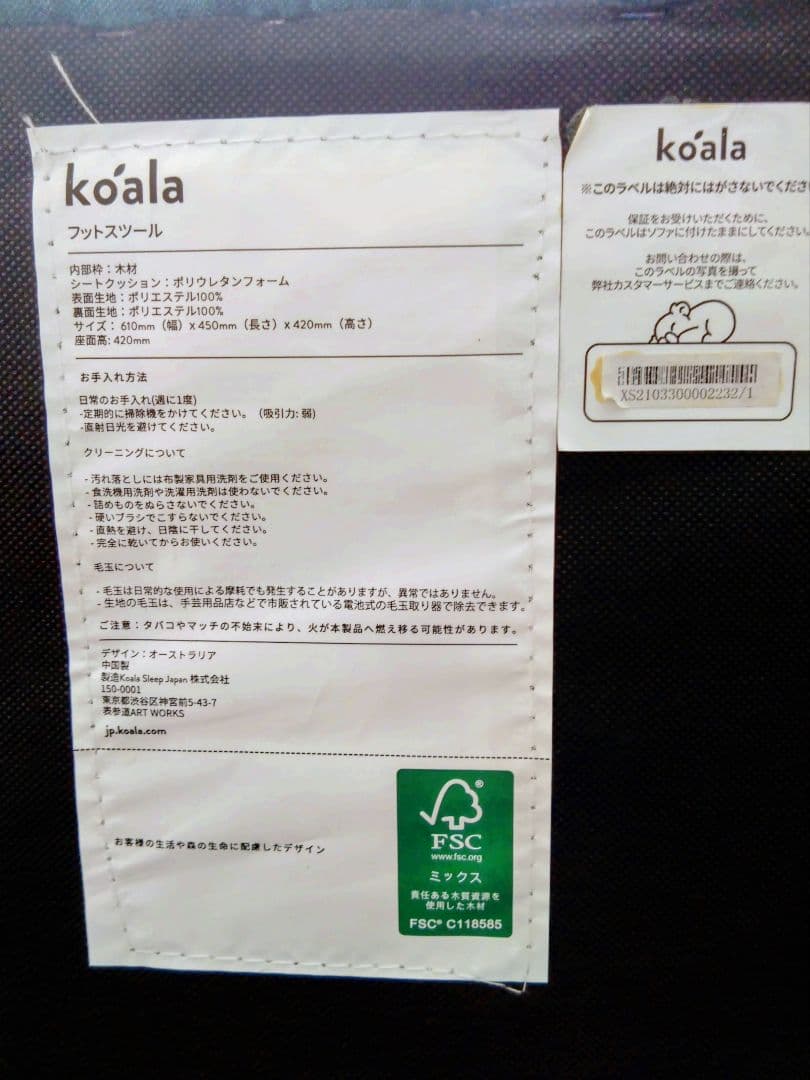 koala
フットスツール
内部枠：木材
シートクッション：ポリウレタンフォーム
表面生地：ポリエステル100%
裏面生地：ポリエステル100%
サイズ： 610mm（幅）x 450mm（長さ）x 420mm（高さ）
座面高: 420mm
お手入れ方法
日常のお手入れ(週に1度)
-定期的に掃除機をかけてください。（吸引力: 弱）
-直射日光を避けてください。
クリーニングについて
- 汚れ落としには布製家具用洗剤をご使用ください。
- 食洗機用洗剤や洗濯用洗剤は使わないでください。
- 詰めものをぬらさないでください。
- 硬いブラシでこすらないでください。
- 直熱を避け、日陰に干してください。
- 完全に乾いてからお使いください。
毛玉について
- 毛玉は日常的な使用による摩耗でも発生することがありますが、異常ではありません。
- 生地の毛玉は、手芸用品店などで市販されている電池式の毛玉取り器で除去できます。
ご注意：タバコやマッチの不始末により、火が本製品へ燃え移る可能性があります。
デザイン：オーストラリア
中国製
製造Koala Sleep Japan 株式会社
150-0001
東京都渋谷区神宮前5-43-7
表参道ART WORKS
jp.koala.com
お客様の生活や森の生命に配慮したデザイン
FSC®
www.fsc.org
ミックス
責任ある木質資源を
使用した木材
FSC® C118585
koala
※このラベルは絶対にはがさないでくださ
保証をお受けいただくために、
このラベルはソファに付けたままにしてください。
お問い合わせの際は、
このラベルの写真を撮って
弊社カスタマーサービスまでご連絡ください。
XS2103300002232/1